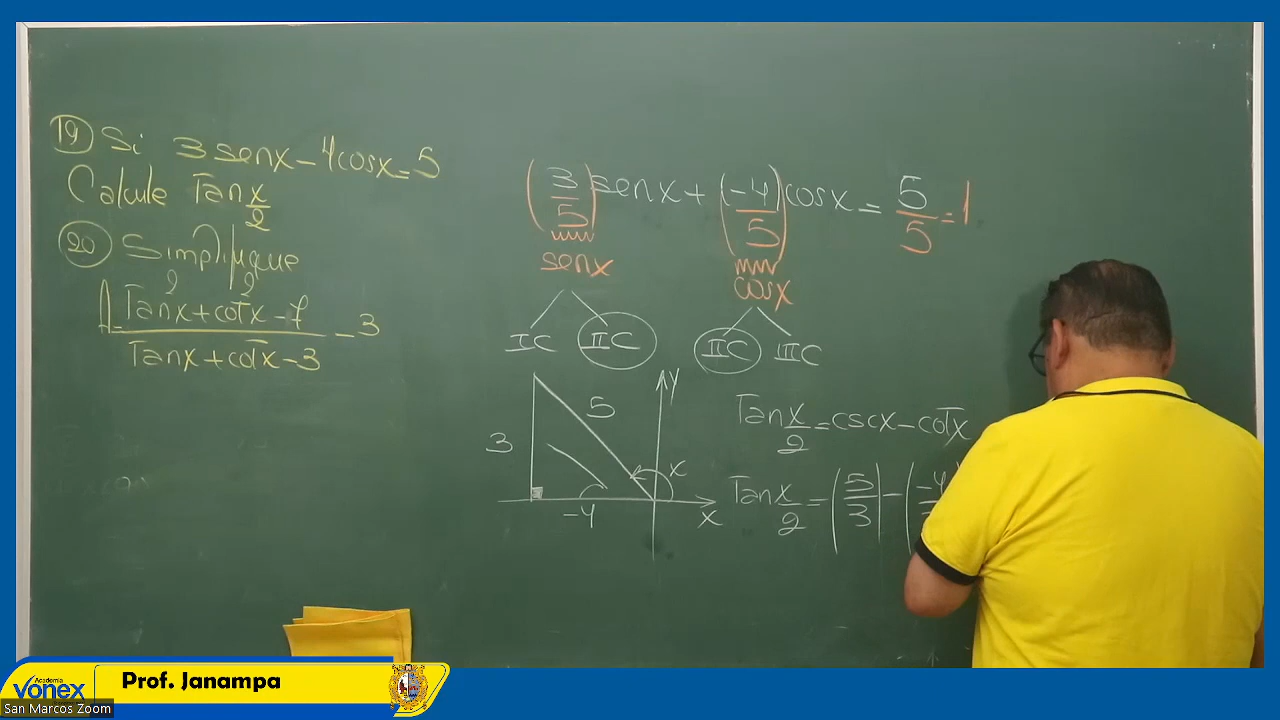 19 Si 3senx-4cosx=5
Calcule Tan x/2
20 Simplifique
A= Tan²x+cot²x-7 / Tanx+cotx-3 -3
(3/5)senx+(-4/5)cosx=5/5=1
senx cosx
IC IIC IIC IIIC
y
5
3
x
-4
x
Tan x/2=cscx-cotx
Tan x/2=(5/3)-(-4
Academia
vonex
Prof. Janampa
San Marcos Zoom